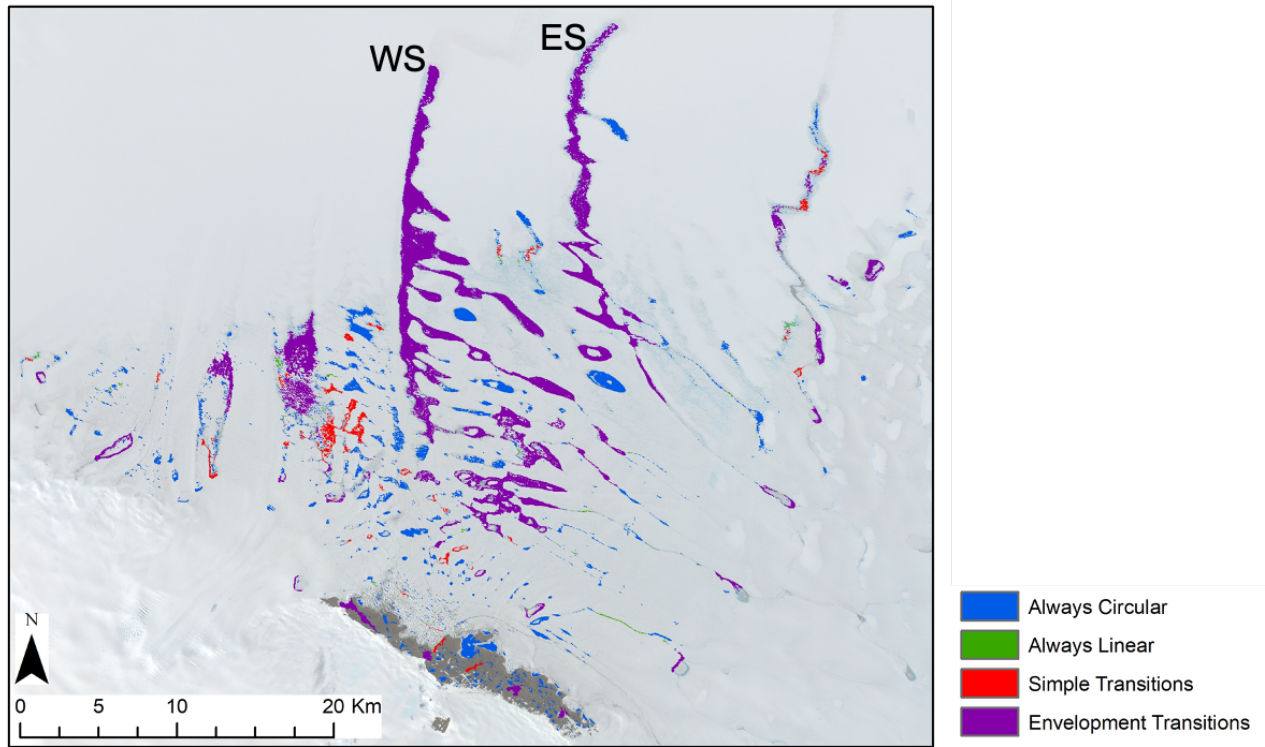 WS
ES
N
0 5 10 20 Km
Always Circular
Always Linear
Simple Transitions
Envelopment Transitions